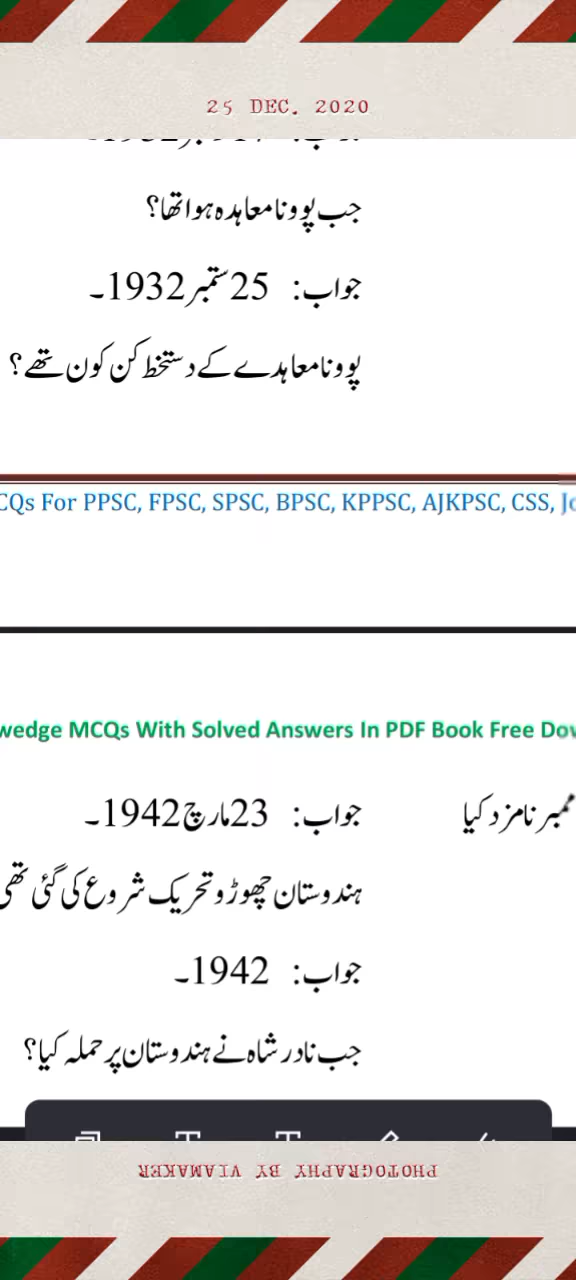 25 DEC. 2020
جب پوونا معاہدہ ہوا تھا؟
جواب: 25 ستمبر 1932۔
پوونا معاہدے کے دستخط کن کون تھے؟
CQs For PPSC, FPSC, SPSC, BPSC, KPPSC, AJKPSC, CSS,
wedge MCQs With Solved Answers In PDF Book Free
ممبر نامزد کیا
جواب: 23 مارچ 1942۔
ہندوستان چھوڑو تحریک شروع کی گئی تھی
جواب: 1942۔
جب نادر شاہ نے ہندوستان پر حملہ کیا؟
PHOTOGRAPHY BY VIAMAKER